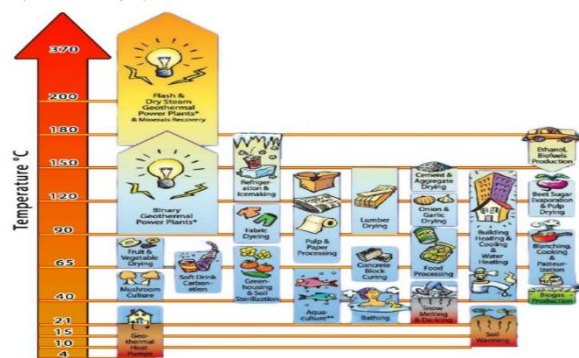 370
Flash &
Dry Steam
Geothermal
Power Plants*
& Minerals Recovery
200
180
Ethanol,
Biofuels
Production
150
Refriger-
ation &
Icemaking
Cement &
Aggregate
Drying
Beet Sugar
Evaporation
& Pulp
Drying
120
Binary
Geothermal
Power Plants*
Fabric
Dyeing
Pulp &
Paper
Processing
Lumber
Drying
Onion &
Garlic
Drying
Building
Heating &
Cooling
& Water
Heating
90
Fruit &
Vegetable
Drying
Soft Drink
Carbon-
ation
Concrete
Block
Curing
Food
Processing
Blanching,
Cooking
& Pasteur-
ization
65
Mushroom
Culture
Green-
housing
& Soil
Sterilization
Aqua-
culture**
Bathing
Snow
Melting
& De-icing
Biogas
Production
40
21
Geo-
thermal
Heat
Pumps
Soil
Warming
15
10
4
Temperature °C